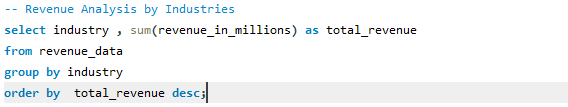 -- Revenue Analysis by Industries
select industry , sum(revenue_in_millions) as total_revenue
from revenue_data
group by industry
order by  total_revenue desc;